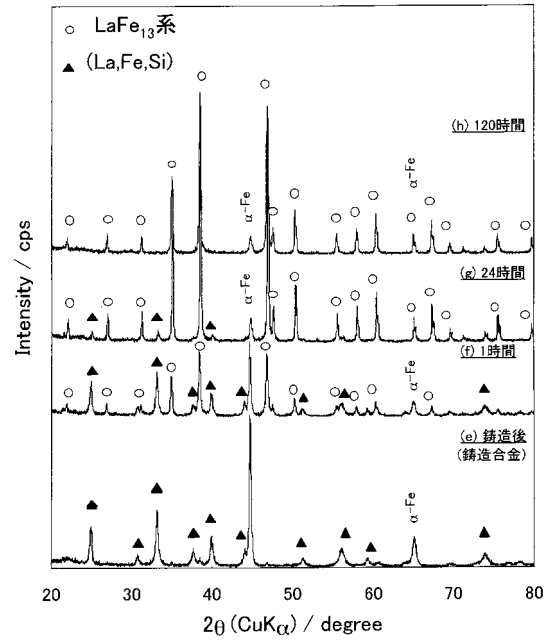 ○ LaFe₁₃系
▲ (La,Fe,Si)
(h) 120時間
α-Fe
α-Fe
(g) 24時間
α-Fe
(f) 1時間
α-Fe
(e) 鋳造後
(鋳造合金)
α-Fe
Intensity / cps
20 30 40 50 60 70 80
2θ (CuKα) / degree